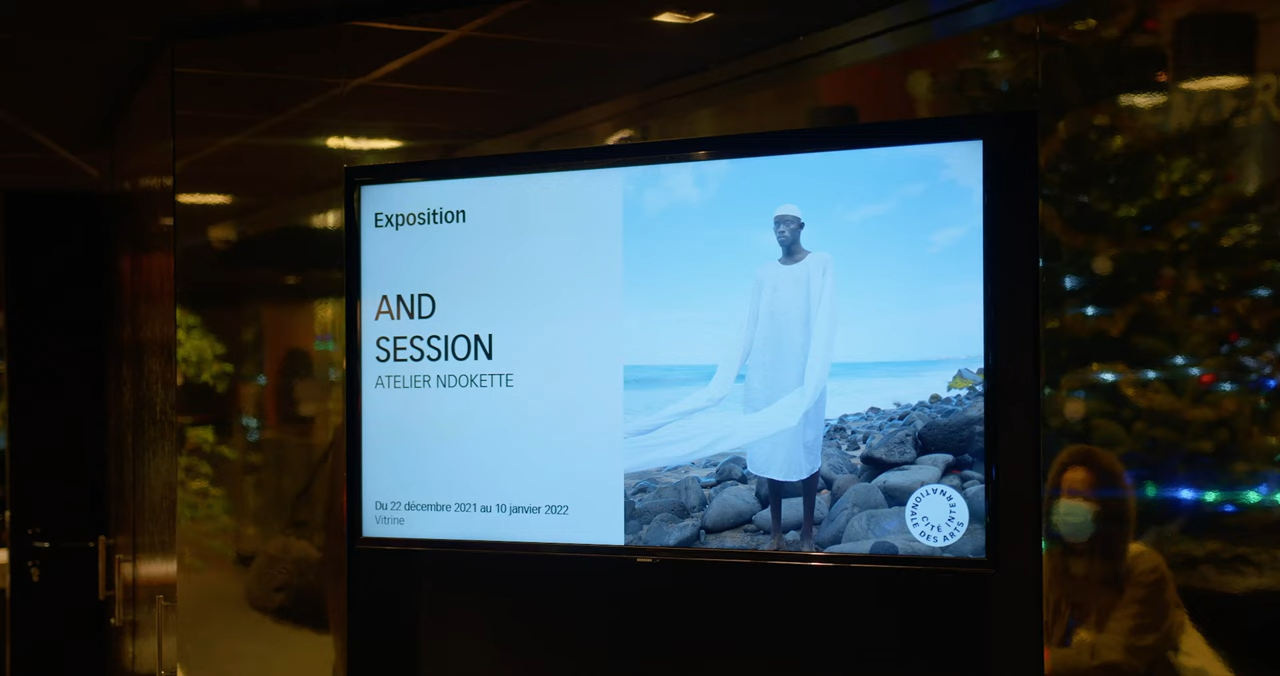 Exposition
AND
SESSION
ATELIER NDOKETTE
Du 22 décembre 2021 au 10 janvier 2022
Vitrine
CITÉ INTERNATIONALE DES ARTS